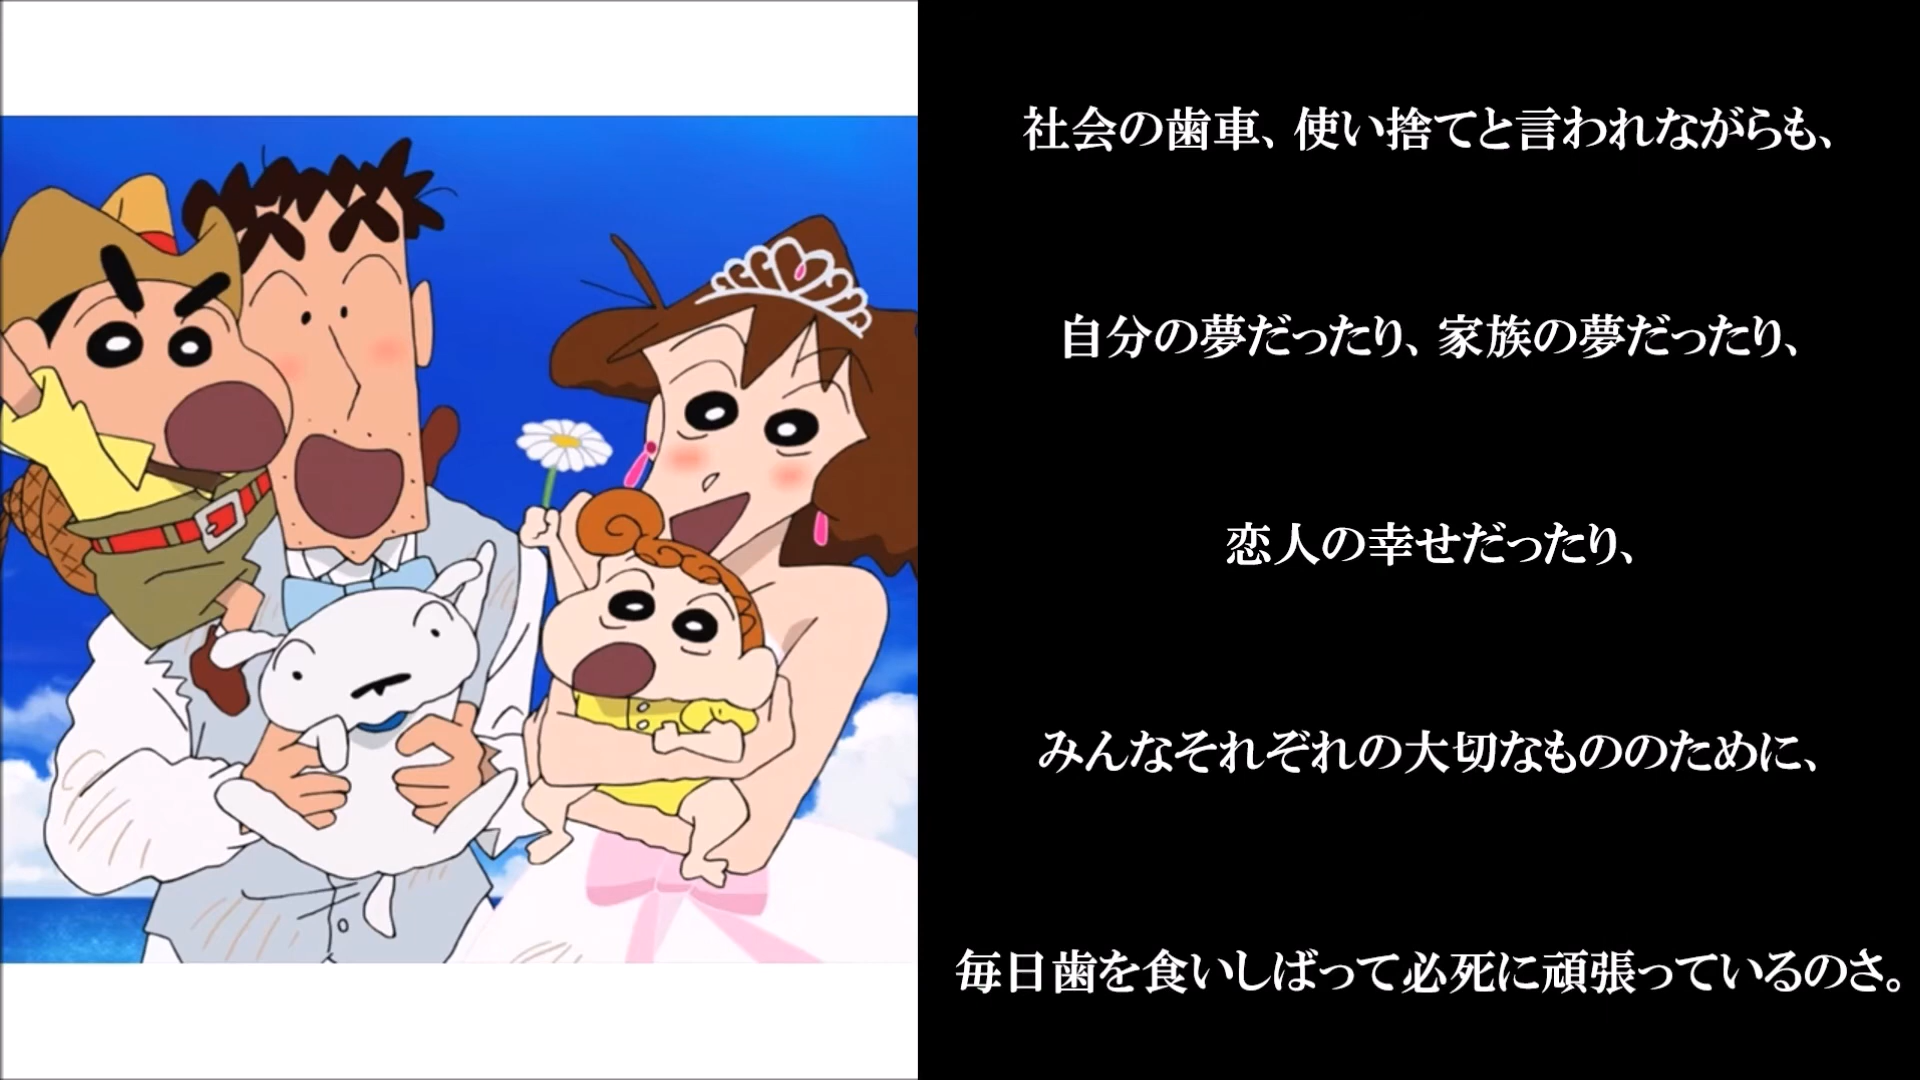 社会の歯車、使い捨てと言われながらも、
自分の夢だったり、家族の夢だったり、
恋人の幸せだったり、
みんなそれぞれの大切なもののために、
毎日歯を食いしばって必死に頑張っているのさ。